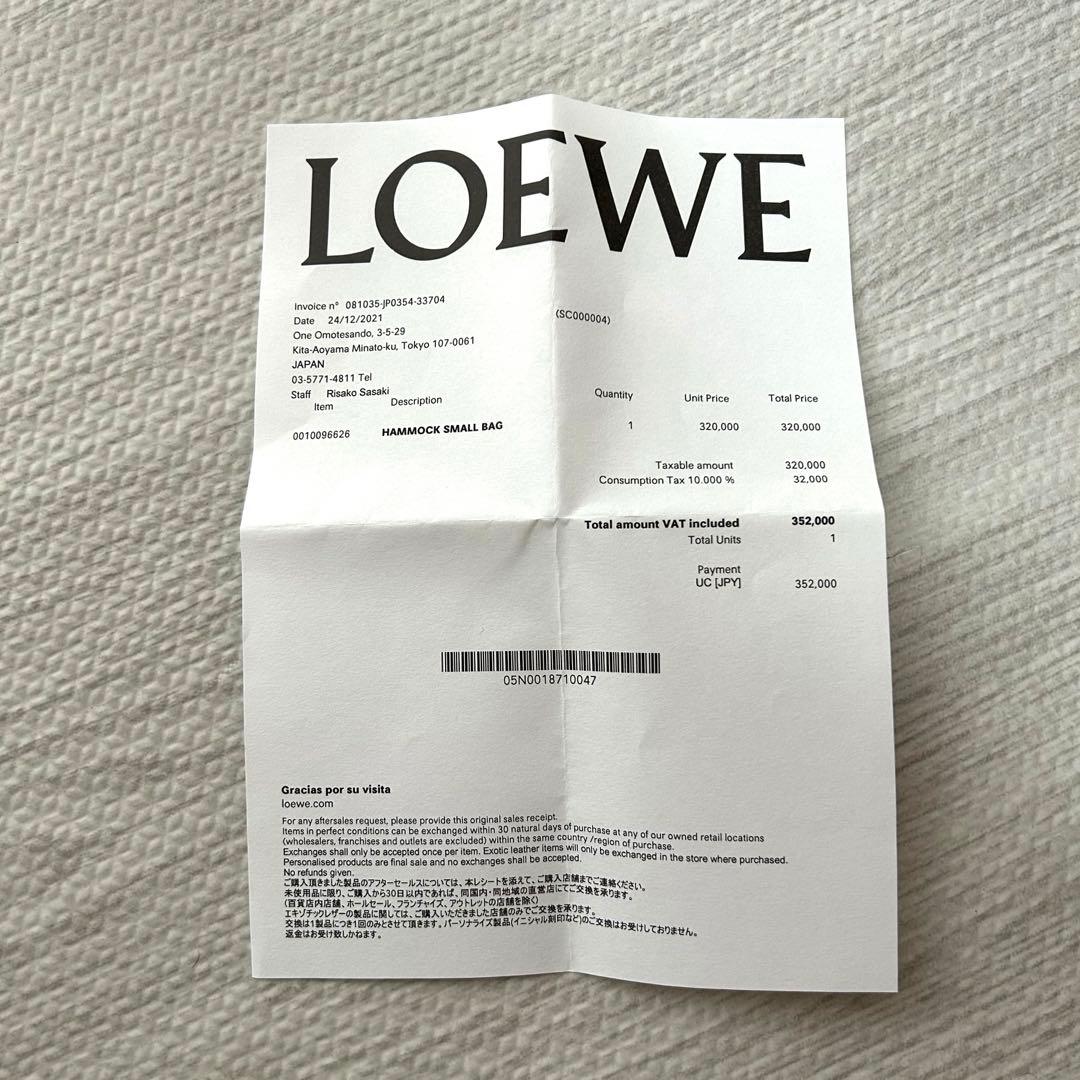 LOEWE
Invoice n° 081035-JP0354-33704
Date 24/12/2021
(SC000004)
One Omotesando, 3-5-29
Kita-Aoyama Minato-ku, Tokyo 107-0061
JAPAN
03-5771-4811 Tel
Staff Risako Sasaki
Item Description Quantity Unit Price Total Price
0010096626 HAMMOCK SMALL BAG 1 320,000 320,000
Taxable amount 320,000
Consumption Tax 10.000 % 32,000
Total amount VAT included 352,000
Total Units 1
Payment
UC [JPY] 352,000
05N0018710047
Gracias por su visita
loewe.com
For any aftersales request, please provide this original sales receipt.
Items in perfect conditions can be exchanged within 30 natural days of purchase at any of our owned retail locations
(wholesalers, franchises and outlets are excluded) within the same country /region of purchase.
Exchanges shall only be accepted once per item. Exotic leather items will only be exchanged in the store where purchased.
Personalised products are final sale and no exchanges shall be accepted.
No refunds given.
ご購入頂きました製品のアフターセールスについては、本レシートを添えて、ご購入店舗までご連絡ください。
未使用品に限り、ご購入から30日以内であれば、同国内・同地域の直営店にてご交換を承ります。
(百貨店内店舗、ホールセール、フランチャイズ、アウトレットの店舗を除く)
エキゾチックレザーの製品に関しては、ご購入いただきました店舗のみでご交換を承ります。
交換は1製品につき1回のみとさせて頂きます。パーソナライズ製品(イニシャル刻印など)のご交換はお受けしておりません。
返金はお受け致しかねます。